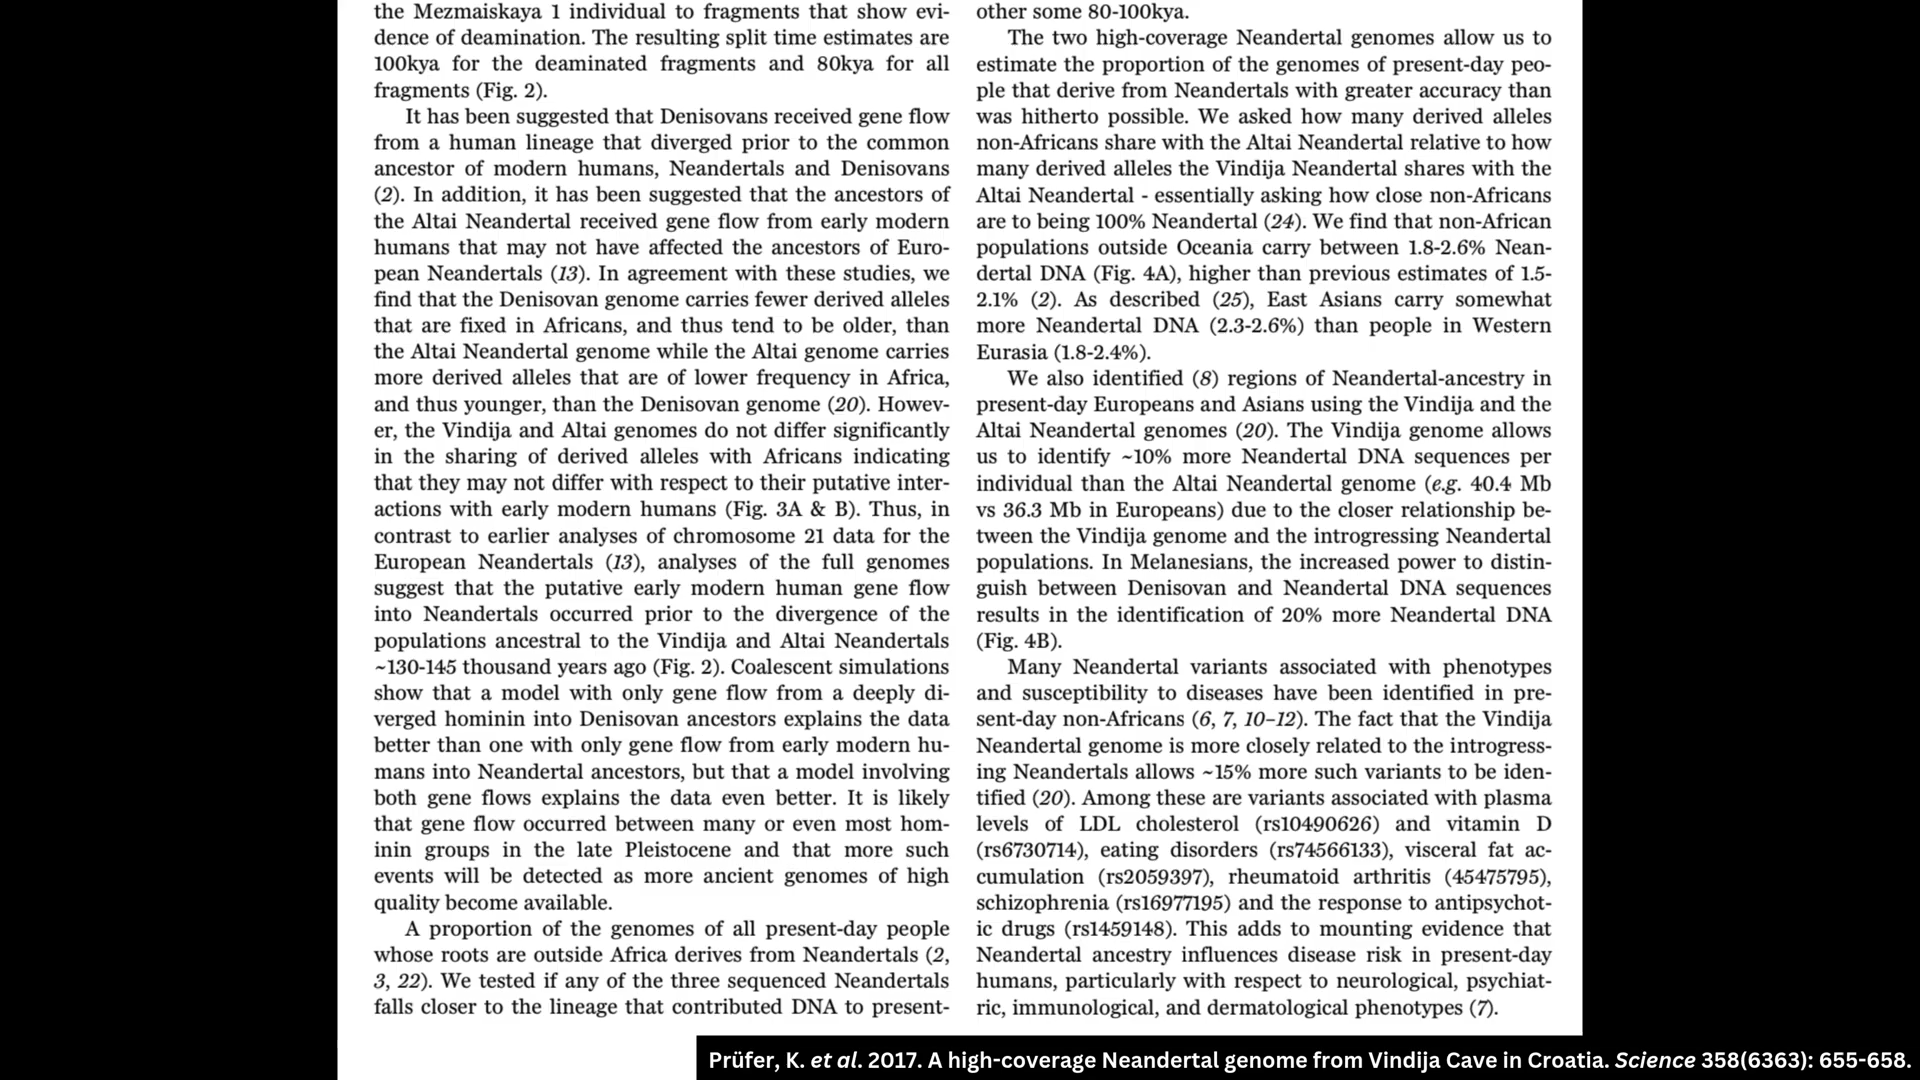 the Mezmaiskaya 1 individual to fragments that show evi-
dence of deamination. The resulting split time estimates are
100kya for the deaminated fragments and 80kya for all
fragments (Fig. 2).
It has been suggested that Denisovans received gene flow
from a human lineage that diverged prior to the common
ancestor of modern humans, Neandertals and Denisovans
(2). In addition, it has been suggested that the ancestors of
the Altai Neandertal received gene flow from early modern
humans that may not have affected the ancestors of Euro-
pean Neandertals (13). In agreement with these studies, we
find that the Denisovan genome carries fewer derived alleles
that are fixed in Africans, and thus tend to be older, than
the Altai Neandertal genome while the Altai genome carries
more derived alleles that are of lower frequency in Africa,
and thus younger, than the Denisovan genome (20). Howev-
er, the Vindija and Altai genomes do not differ significantly
in the sharing of derived alleles with Africans indicating
that they may not differ with respect to their putative inter-
actions with early modern humans (Fig. 3A & B). Thus, in
contrast to earlier analyses of chromosome 21 data for the
European Neandertals (13), analyses of the full genomes
suggest that the putative early modern human gene flow
into Neandertals occurred prior to the divergence of the
populations ancestral to the Vindija and Altai Neandertals
~130-145 thousand years ago (Fig. 2). Coalescent simulations
show that a model with only gene flow from a deeply di-
verged hominin into Denisovan ancestors explains the data
better than one with only gene flow from early modern hu-
mans into Neandertal ancestors, but that a model involving
both gene flows explains the data even better. It is likely
that gene flow occurred between many or even most hom-
inin groups in the late Pleistocene and that more such
events will be detected as more ancient genomes of high
quality become available.
A proportion of the genomes of all present-day people
whose roots are outside Africa derives from Neandertals (2,
3, 22). We tested if any of the three sequenced Neandertals
falls closer to the lineage that contributed DNA to present-
other some 80-100kya.
The two high-coverage Neandertal genomes allow us to
estimate the proportion of the genomes of present-day peo-
ple that derive from Neandertals with greater accuracy than
was hitherto possible. We asked how many derived alleles
non-Africans share with the Altai Neandertal relative to how
many derived alleles the Vindija Neandertal shares with the
Altai Neandertal - essentially asking how close non-Africans
are to being 100% Neandertal (24). We find that non-African
populations outside Oceania carry between 1.8-2.6% Nean-
dertal DNA (Fig. 4A), higher than previous estimates of 1.5-
2.1% (2). As described (25), East Asians carry somewhat
more Neandertal DNA (2.3-2.6%) than people in Western
Eurasia (1.8-2.4%).
We also identified (8) regions of Neandertal-ancestry in
present-day Europeans and Asians using the Vindija and the
Altai Neandertal genomes (20). The Vindija genome allows
us to identify ~10% more Neandertal DNA sequences per
individual than the Altai Neandertal genome (e.g. 40.4 Mb
vs 36.3 Mb in Europeans) due to the closer relationship be-
tween the Vindija genome and the introgressing Neandertal
populations. In Melanesians, the increased power to distin-
guish between Denisovan and Neandertal DNA sequences
results in the identification of 20% more Neandertal DNA
(Fig. 4B).
Many Neandertal variants associated with phenotypes
and susceptibility to diseases have been identified in pre-
sent-day non-Africans (6, 7, 10–12). The fact that the Vindija
Neandertal genome is more closely related to the introgress-
ing Neandertals allows ~15% more such variants to be iden-
tified (20). Among these are variants associated with plasma
levels of LDL cholesterol (rs10490626) and vitamin D
(rs6730714), eating disorders (rs74566133), visceral fat ac-
cumulation (rs2059397), rheumatoid arthritis (45475795),
schizophrenia (rs16977195) and the response to antipsychot-
ic drugs (rs1459148). This adds to mounting evidence that
Neandertal ancestry influences disease risk in present-day
humans, particularly with respect to neurological, psychiat-
ric, immunological, and dermatological phenotypes (7).
Prüfer, K. et al. 2017. A high-coverage Neandertal genome from Vindija Cave in Croatia. Science 358(6363): 655-658.